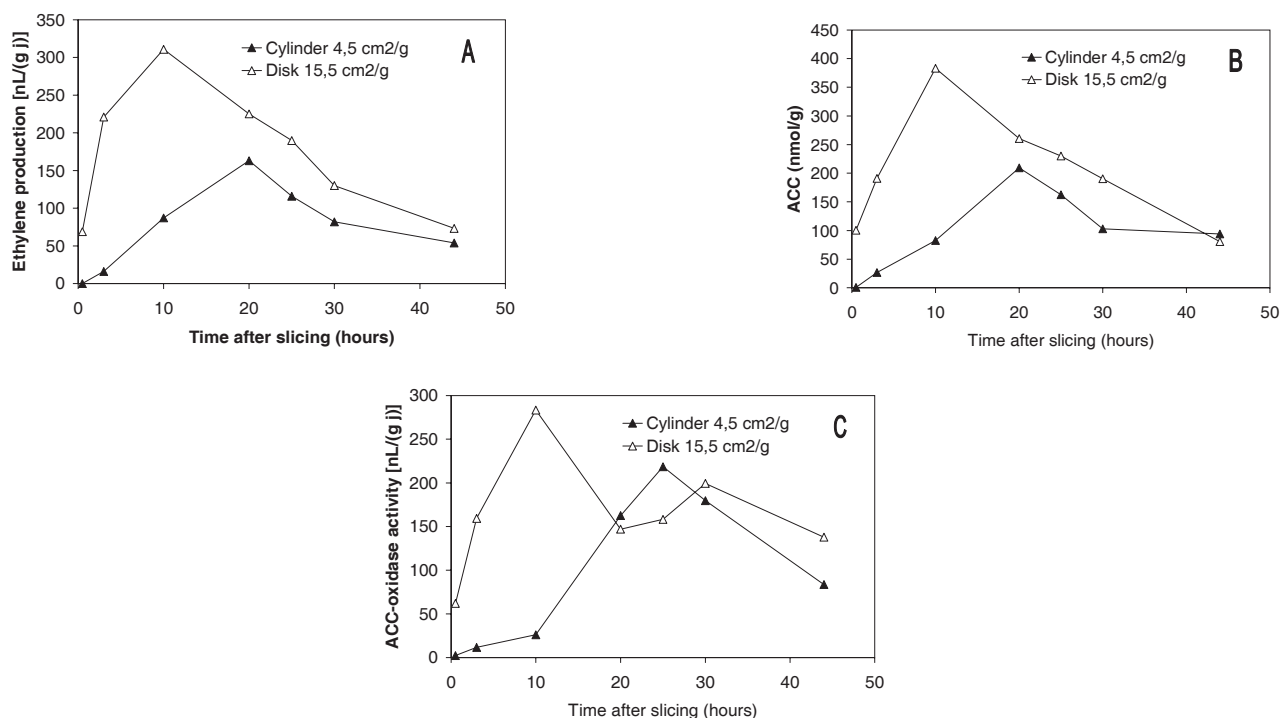 A
Cylinder 4,5 cm2/g
Disk 15,5 cm2/g
Ethylene production [nL/(g j)]
350
300
250
200
150
100
50
0
0 10 20 30 40 50
Time after slicing (hours)
B
Cylinder 4,5 cm2/g
Disk 15,5 cm2/g
ACC (nmol/g)
450
400
350
300
250
200
150
100
50
0
0 10 20 30 40 50
Time after slicing (hours)
C
Cylinder 4,5 cm2/g
Disk 15,5 cm2/g
ACC-oxidase activity [nL/(g j)]
300
250
200
150
100
50
0
0 10 20 30 40 50
Time after slicing (hours)